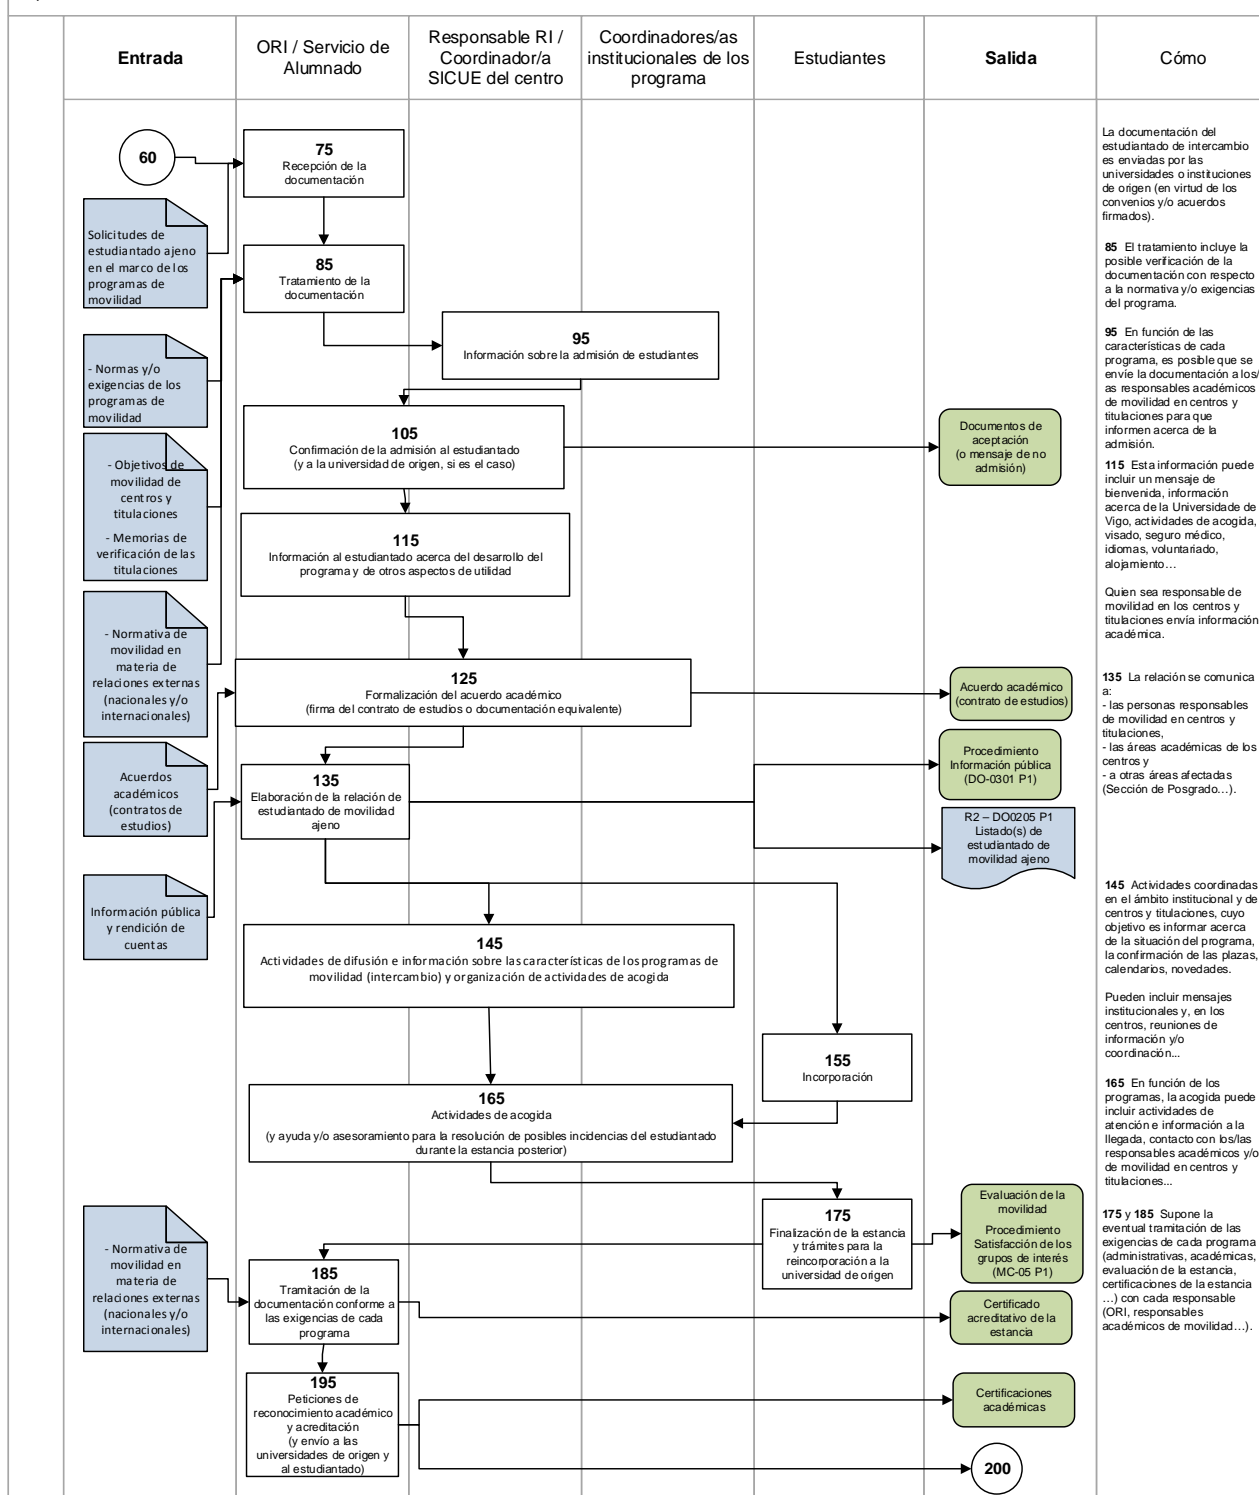 Entrada
ORI / Servicio de
Alumnado
Responsable RI /
Coordinador/a
SICUE del centro
Coordinadores/as
institucionales de los
programa
Estudiantes
Salida
Cómo
60
75
Recepción de la
documentación
Solicitudes de
estudiantado ajeno
en el marco de los
programas de
movilidad
85
Tratamiento de la
documentación
95
Información sobre la admisión de estudiantes
- Normas y/o
exigencias de los
programas de
movilidad
105
Confirmación de la admisión al estudiantado
(y a la universidad de origen, si es el caso)
Documentos de
aceptación
(o mensaje de no
admisión)
- Objetivos de
movilidad de
centros y
titulaciones
- Memorias de
verificación de las
titulaciones
115
Información al estudiantado acerca del desarrollo del
programa y de otros aspectos de utilidad
- Normativa de
movilidad en
materia de
relaciones externas
(nacionales y/o
internacionales)
125
Formalización del acuerdo académico
(firma del contrato de estudios o documentación equivalente)
Acuerdo académico
(contrato de estudios)
Acuerdos
académicos
(contratos de
estudios)
135
Elaboración de la relación de
estudiantado de movilidad
ajeno
Procedimiento
Información pública
(DO-0301 P1)
R2 – DO0205 P1
Listado(s) de
estudiantado de
movilidad ajeno
Información pública
y rendición de
cuentas
145
Actividades de difusión e información sobre las características de los programas de
movilidad (intercambio) y organización de actividades de acogida
155
Incorporación
165
Actividades de acogida
(y ayuda y/o asesoramiento para la resolución de posibles incidencias del estudiantado
durante la estancia posterior)
175
Finalización de la estancia
y trámites para la
reincorporación a la
universidad de origen
Evaluación de la
movilidad
Procedimiento
Satisfacción de los
grupos de interés
(MC-05 P1)
- Normativa de
movilidad en
materia de
relaciones externas
(nacionales y/o
internacionales)
185
Tramitación de la
documentación conforme a
las exigencias de cada
programa
Certificado
acreditativo de la
estancia
195
Peticiones de
reconocimiento académico
y acreditación
(y envío a las
universidades de origen y
al estudiantado)
Certificaciones
académicas
200
La documentación del
estudiantado de intercambio
es enviadas por las
universidades o instituciones
de origen (en virtud de los
convenios y/o acuerdos
firmados).
85 El tratamiento incluye la
posible verificación de la
documentación con respecto
a la normativa y/o exigencias
del programa.
95 En función de las
características de cada
programa, es posible que se
envíe la documentación a los/
as responsables académicos
de movilidad en centros y
titulaciones para que
informen acerca de la
admisión.
115 Esta información puede
incluir un mensaje de
bienvenida, información
acerca de la Universidade de
Vigo, actividades de acogida,
visado, seguro médico,
idiomas, voluntariado,
alojamiento…
Quien sea responsable de
movilidad en los centros y
titulaciones envía información
académica.
135 La relación se comunica
a:
- las personas responsables
de movilidad en centros y
titulaciones,
- las áreas académicas de los
centros y
- a otras áreas afectadas
(Sección de Posgrado…).
145 Actividades coordinadas
en el ámbito institucional y de
centros y titulaciones, cuyo
objetivo es informar acerca
de la situación del programa,
la confirmación de las plazas,
calendarios, novedades.
Pueden incluir mensajes
institucionales y, en los
centros, reuniones de
información y/o
coordinación...
165 En función de los
programas, la acogida puede
incluir actividades de
atención e información a la
llegada, contacto con los/las
responsables académicos y/o
de movilidad en centros y
titulaciones...
175 y 185 Supone la
eventual tramitación de las
exigencias de cada programa
(administrativas, académicas,
evaluación de la estancia,
certificaciones de la estancia
…) con cada responsable
(ORI, responsables
académicos de movilidad…).